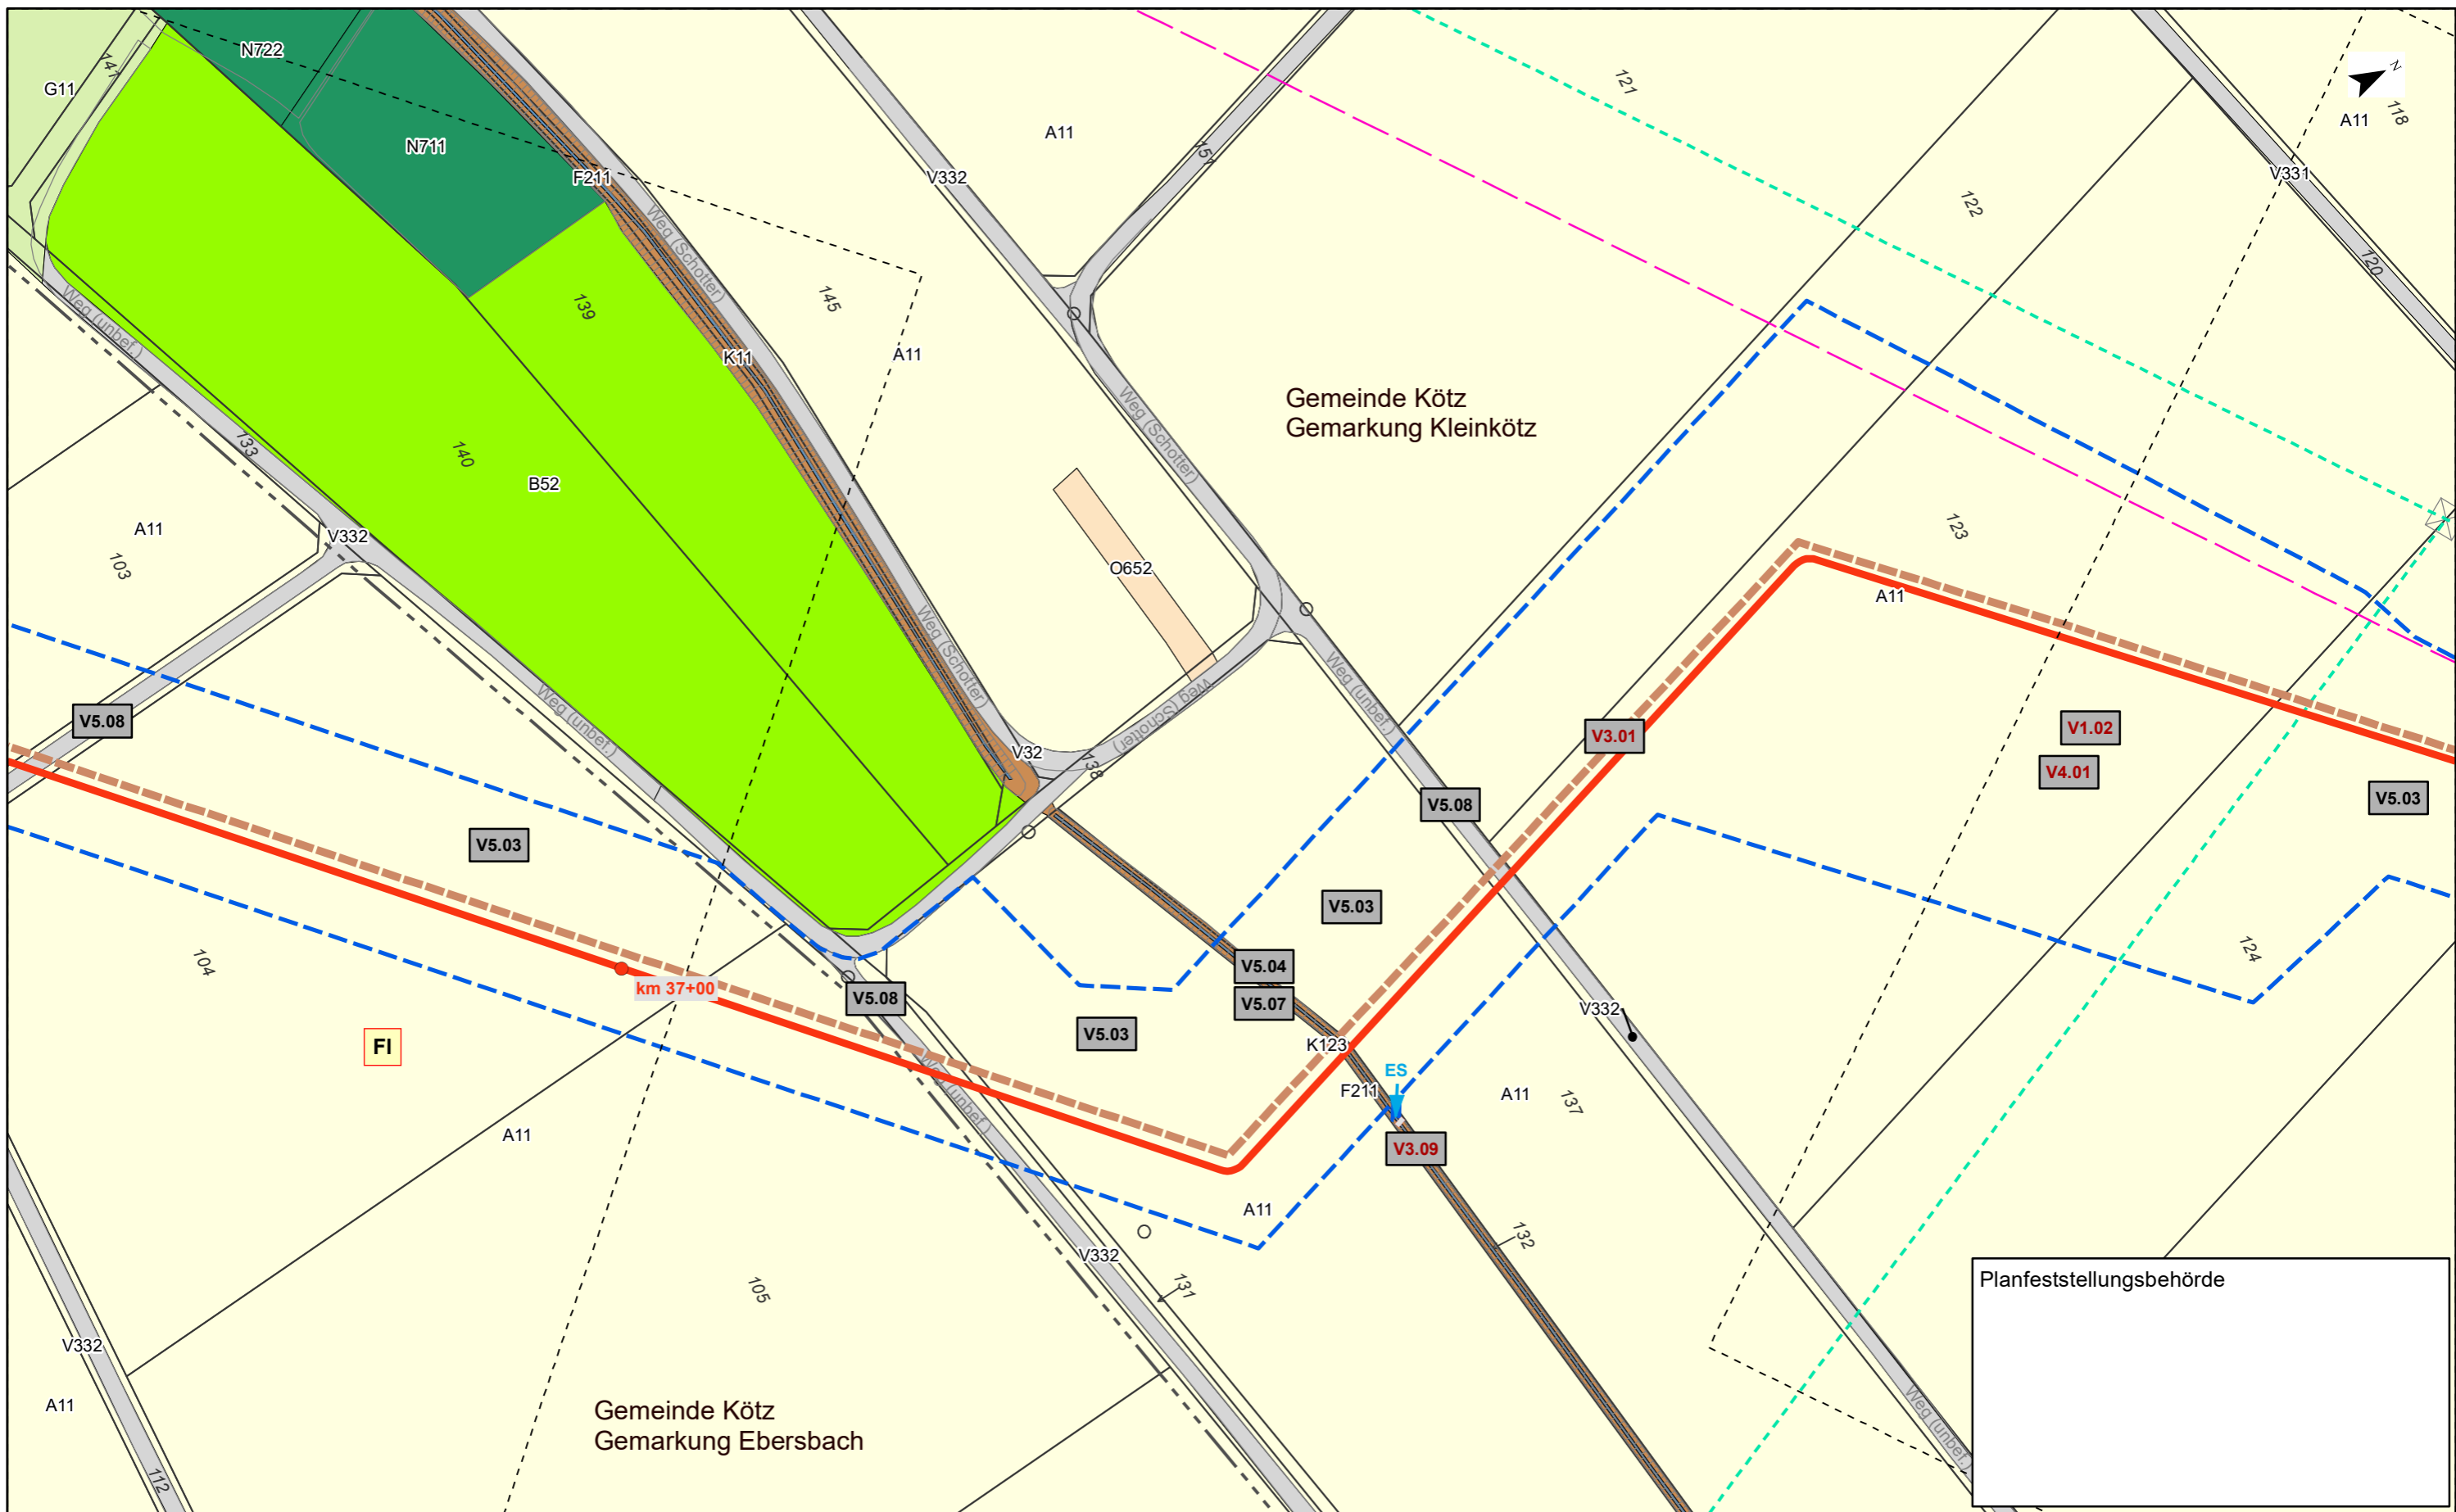 N722
141
G11
N711
F211
Weg (Schotter)
V332
A11
151
121
N
118
A11
V331
122
120
139
145
A11
K11
Weg (unbef.)
133
140
B52
Gemeinde Kötz
Gemarkung Kleinkötz
Weg (Schotter)
A11
103
V332
O652
123
A11
Weg (Schotter)
Weg (Schotter)
Weg (unbef.)
Weg (unbef.)
V5.08
V32
138
V3.01
V1.02
V4.01
V5.03
V5.08
V5.03
V5.03
104
km 37+00
V5.08
V5.04
V5.07
V5.03
124
V332
FI
K123
ES
F211
A11
137
Weg (unbef.)
A11
V3.09
A11
132
V332
131
105
Planfeststellungsbehörde
V332
A11
112
Gemeinde Kötz
Gemarkung Ebersbach
Weg (unbef.)